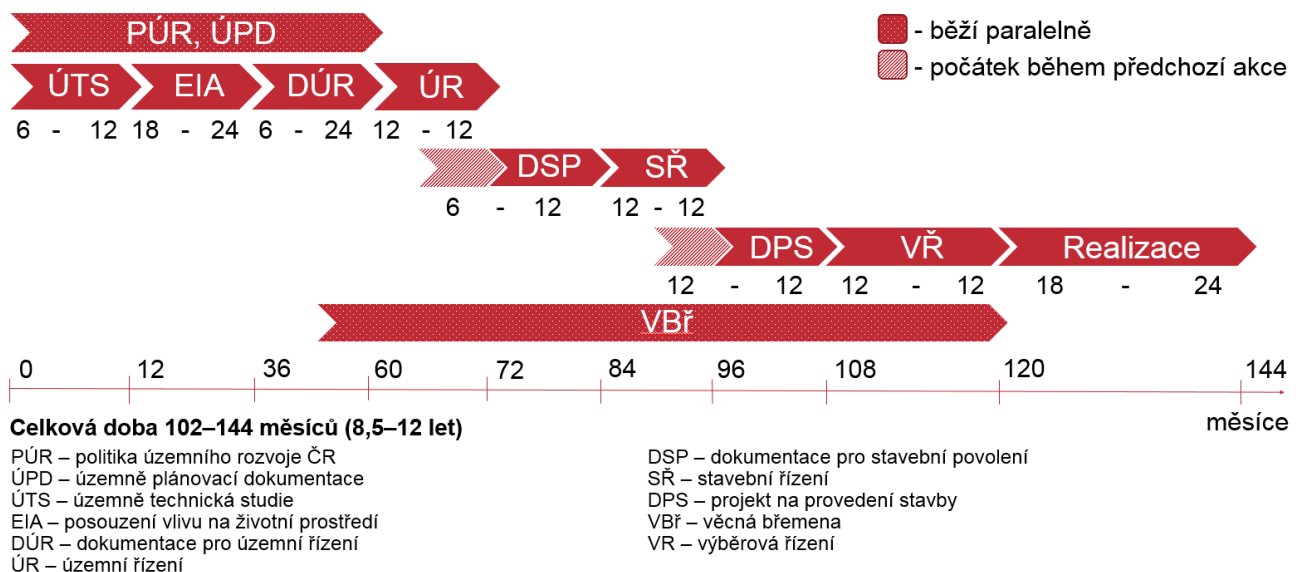 PÚR, ÚPD
- běží paralelně
- počátek během předchozí akce
ÚTS EIA DÚR ÚR
6 - 12 18 - 24 6 - 24 12 - 12
DSP SŘ
6 - 12 12 - 12
DPS VŘ Realizace
12 - 12 12 - 12 18 - 24
VBř
0 12 36 60 72 84 96 108 120 144
měsíce
Celková doba 102–144 měsíců (8,5–12 let)
PÚR – politika územního rozvoje ČR
ÚPD – územně plánovací dokumentace
ÚTS – územně technická studie
EIA – posouzení vlivu na životní prostředí
DÚR – dokumentace pro územní řízení
ÚR – územní řízení
DSP – dokumentace pro stavební povolení
SŘ – stavební řízení
DPS – projekt na provedení stavby
VBř – věcná břemena
VR – výběrová řízení